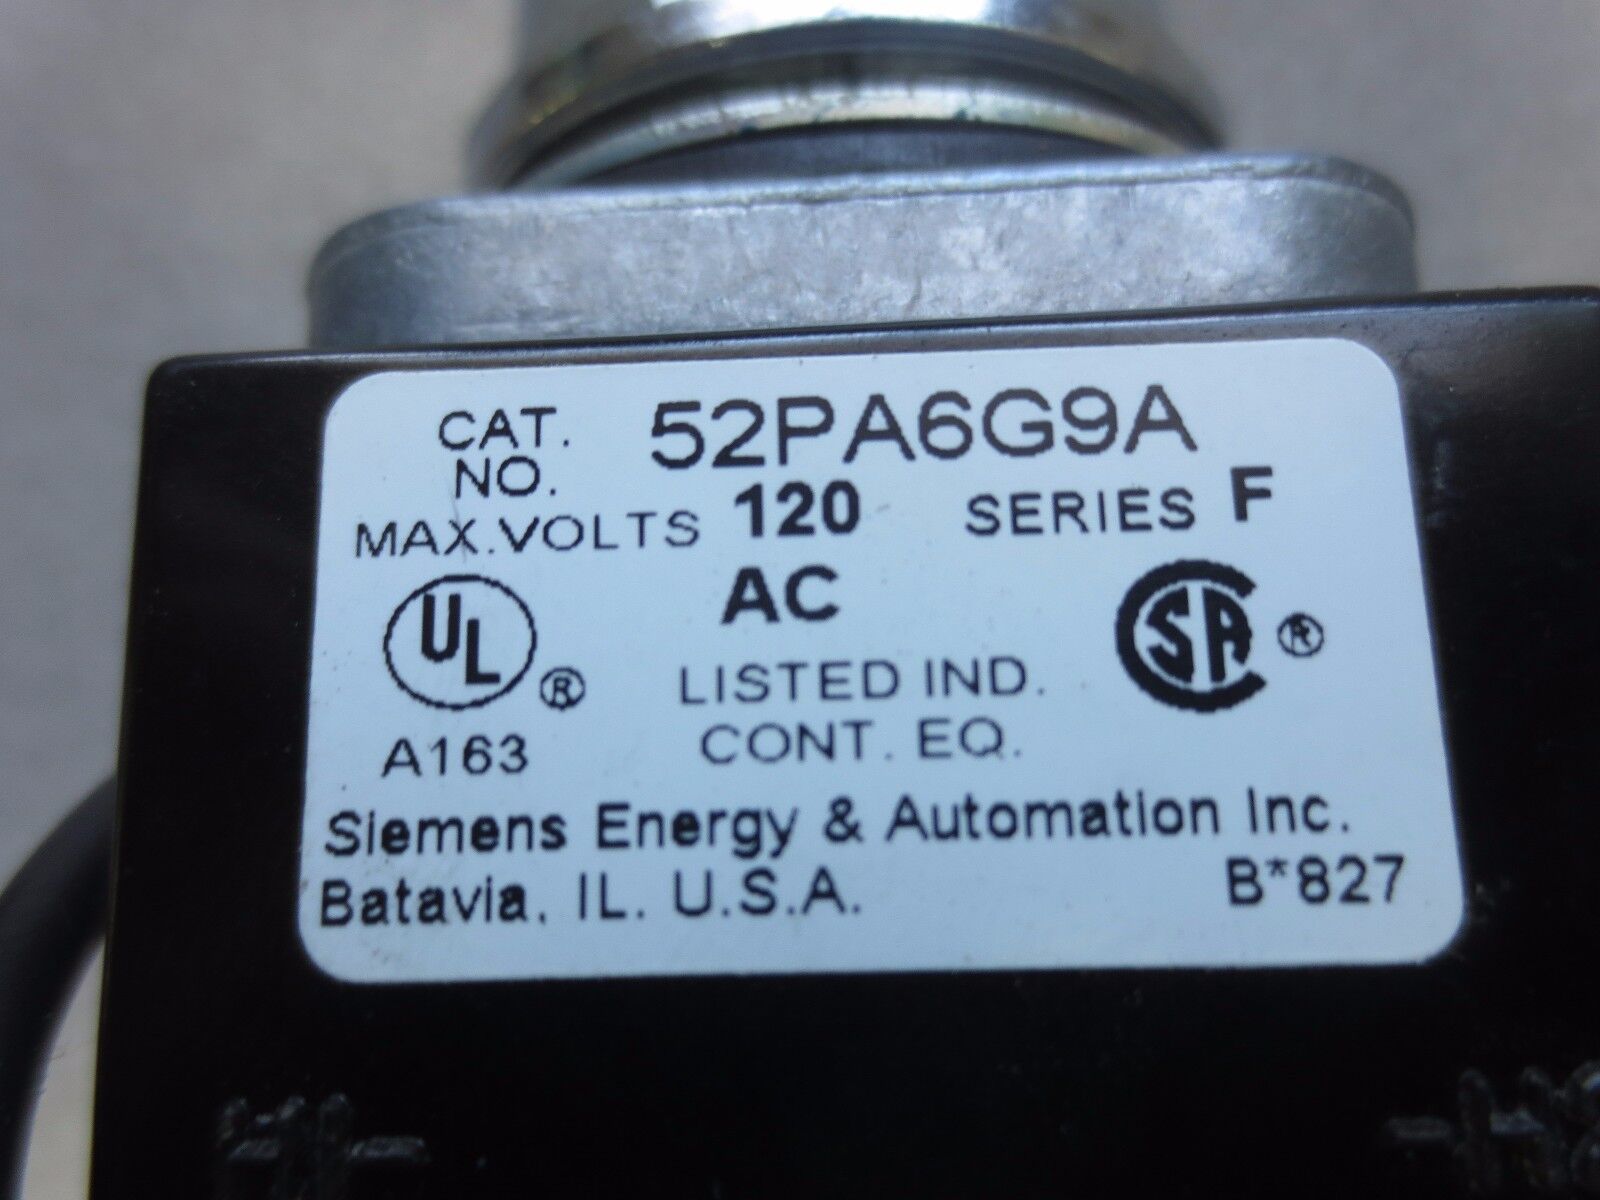 CAT. NO. 52PA6G9A
MAX. VOLTS 120 SERIES F
AC
UL ®
SA ®
LISTED IND.
CONT. EQ.
A163
Siemens Energy & Automation Inc.
Batavia, IL. U.S.A. B*827